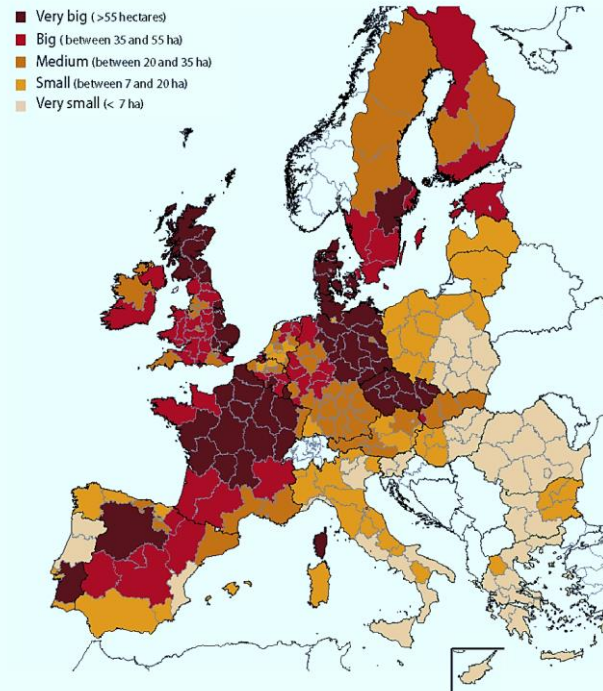 Very big (>55 hectares)
Big (between 35 and 55 ha)
Medium (between 20 and 35 ha)
Small (between 7 and 20 ha)
Very small (< 7 ha)